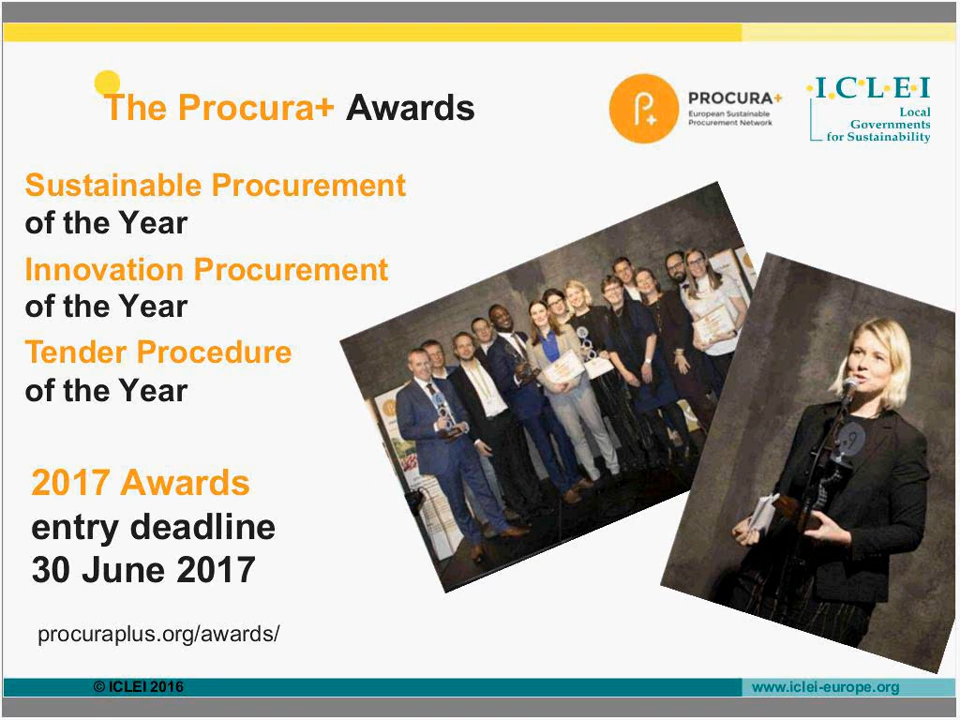 The Procura+ Awards
PROCURA+
European Sustainable
Procurement Network
I.C.L.E.I
Local
Governments
for Sustainability
Sustainable Procurement
of the Year
Innovation Procurement
of the Year
Tender Procedure
of the Year
2017 Awards
entry deadline
30 June 2017
procuraplus.org/awards/
© ICLEI 2016
www.iclei-europe.org